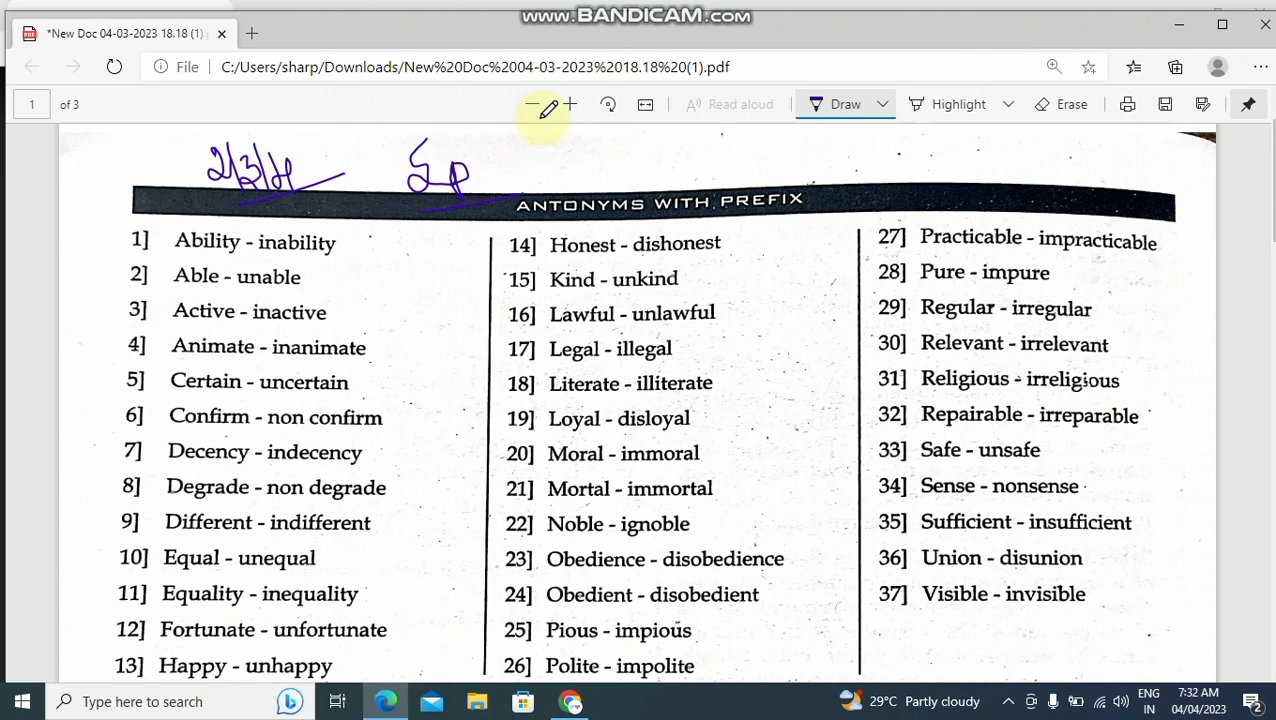 www.BANDICAM.com
*New Doc 04-03-2023 18.18 (1).p
File C:/Users/sharp/Downloads/New%20Doc%2004-03-2023%2018.18%20(1).pdf
1 of 3 Read aloud Draw Highlight Erase
ANTONYMS WITH PREFIX
1] Ability - inability
2] Able - unable
3] Active - inactive
4] Animate - inanimate
5] Certain - uncertain
6] Confirm - non confirm
7] Decency - indecency
8] Degrade - non degrade
9] Different - indifferent
10] Equal - unequal
11] Equality - inequality
12] Fortunate - unfortunate
13] Happy - unhappy
14] Honest - dishonest
15] Kind - unkind
16] Lawful - unlawful
17] Legal - illegal
18] Literate - illiterate
19] Loyal - disloyal
20] Moral - immoral
21] Mortal - immortal
22] Noble - ignoble
23] Obedience - disobedience
24] Obedient - disobedient
25] Pious - impious
26] Polite - impolite
27] Practicable - impracticable
28] Pure - impure
29] Regular - irregular
30] Relevant - irrelevant
31] Religious - irreligious
32] Repairable - irreparable
33] Safe - unsafe
34] Sense - nonsense
35] Sufficient - insufficient
36] Union - disunion
37] Visible - invisible
Type here to search
29°C Partly cloudy
ENG
IN
7:32 AM
04/04/2023
2